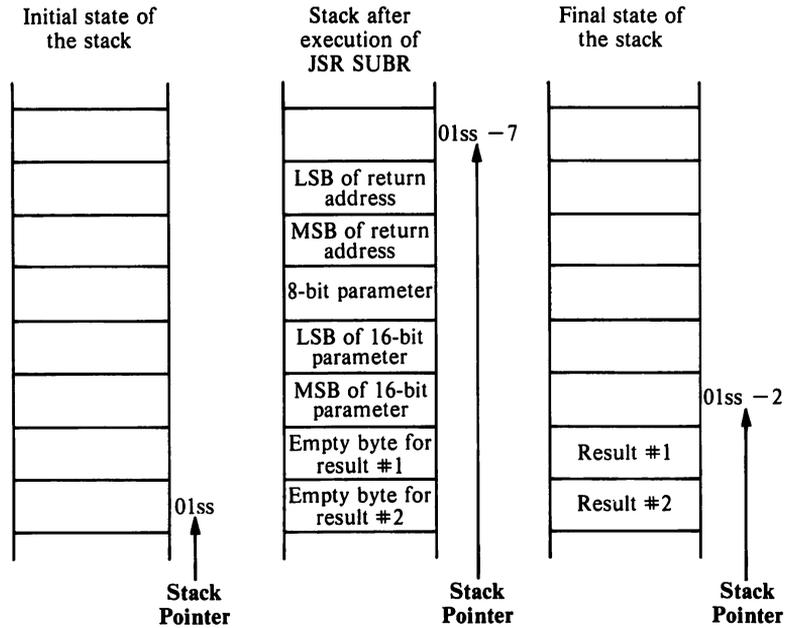 Initial state of
the stack
Stack after
execution of
JSR SUBR
Final state of
the stack
01ss −7
LSB of return
address
MSB of return
address
8-bit parameter
LSB of 16-bit
parameter
MSB of 16-bit
parameter
01ss −2
Empty byte for
result #1
Result #1
01ss
Empty byte for
result #2
Result #2
Stack
Pointer
Stack
Pointer
Stack
Pointer